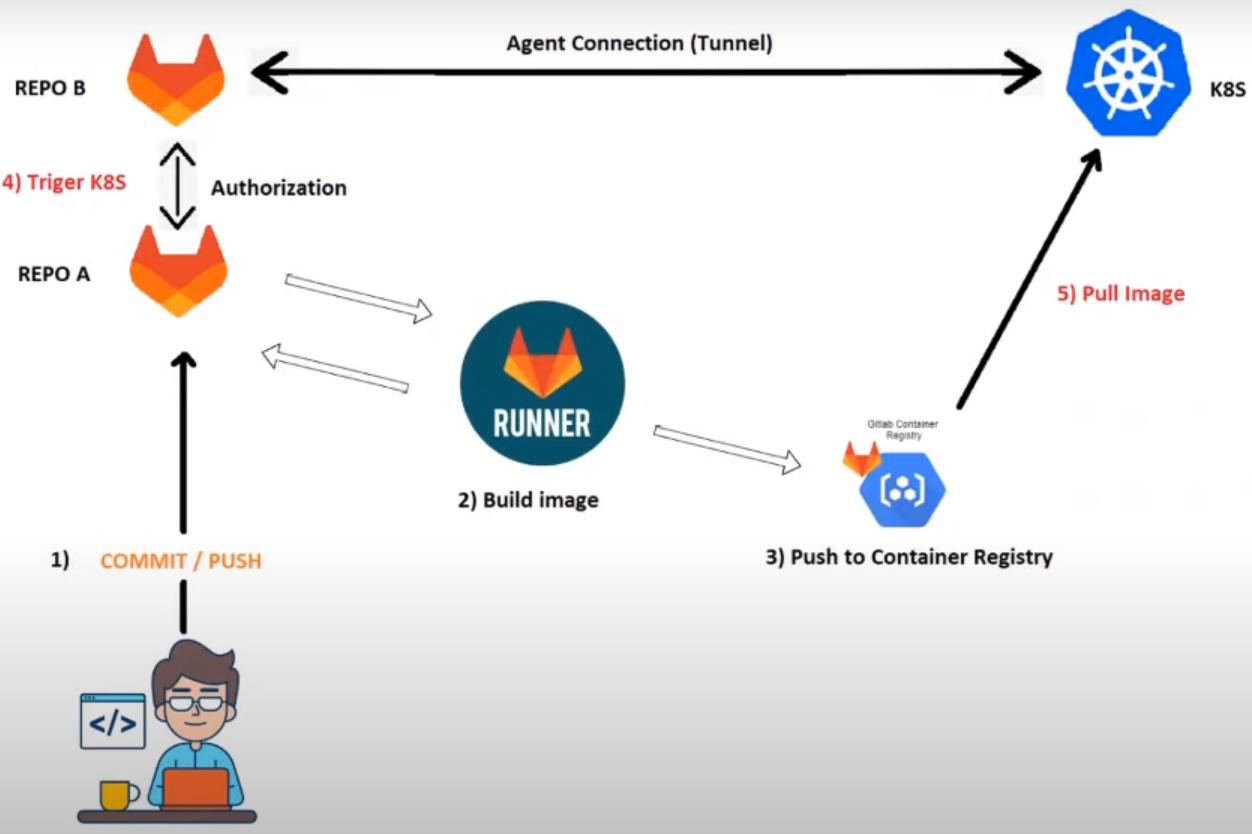 Agent Connection (Tunnel)
REPO B
K8S
4) Triger K8S
Authorization
REPO A
5) Pull Image
RUNNER
Gitlab Container
Registry
2) Build image
3) Push to Container Registry
1) COMMIT / PUSH
</>